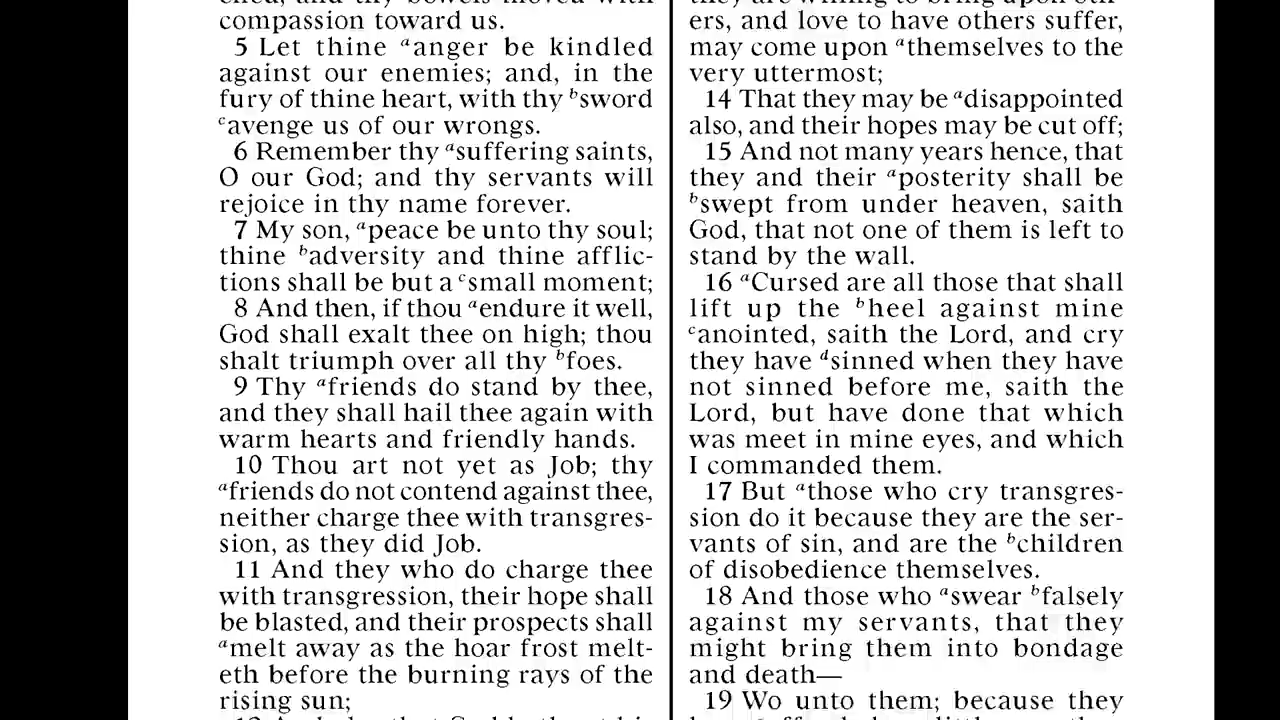 compassion toward us.
5 Let thine ᵃanger be kindled
against our enemies; and, in the
fury of thine heart, with thy ᵇsword
ᶜavenge us of our wrongs.
6 Remember thy ᵃsuffering saints,
O our God; and thy servants will
rejoice in thy name forever.
7 My son, ᵃpeace be unto thy soul;
thine ᵇadversity and thine afflic-
tions shall be but a ᶜsmall moment;
8 And then, if thou ᵃendure it well,
God shall exalt thee on high; thou
shalt triumph over all thy ᵇfoes.
9 Thy ᵃfriends do stand by thee,
and they shall hail thee again with
warm hearts and friendly hands.
10 Thou art not yet as Job; thy
ᵃfriends do not contend against thee,
neither charge thee with transgres-
sion, as they did Job.
11 And they who do charge thee
with transgression, their hope shall
be blasted, and their prospects shall
ᵃmelt away as the hoar frost melt-
eth before the burning rays of the
rising sun;
ers, and love to have others suffer,
may come upon ᵃthemselves to the
very uttermost;
14 That they may be ᵃdisappointed
also, and their hopes may be cut off;
15 And not many years hence, that
they and their ᵃposterity shall be
ᵇswept from under heaven, saith
God, that not one of them is left to
stand by the wall.
16 ᵃCursed are all those that shall
lift up the ᵇheel against mine
ᶜanointed, saith the Lord, and cry
they have ᵈsinned when they have
not sinned before me, saith the
Lord, but have done that which
was meet in mine eyes, and which
I commanded them.
17 But ᵃthose who cry transgres-
sion do it because they are the ser-
vants of sin, and are the ᵇchildren
of disobedience themselves.
18 And those who ᵃswear ᵇfalsely
against my servants, that they
might bring them into bondage
and death—
19 Wo unto them; because they